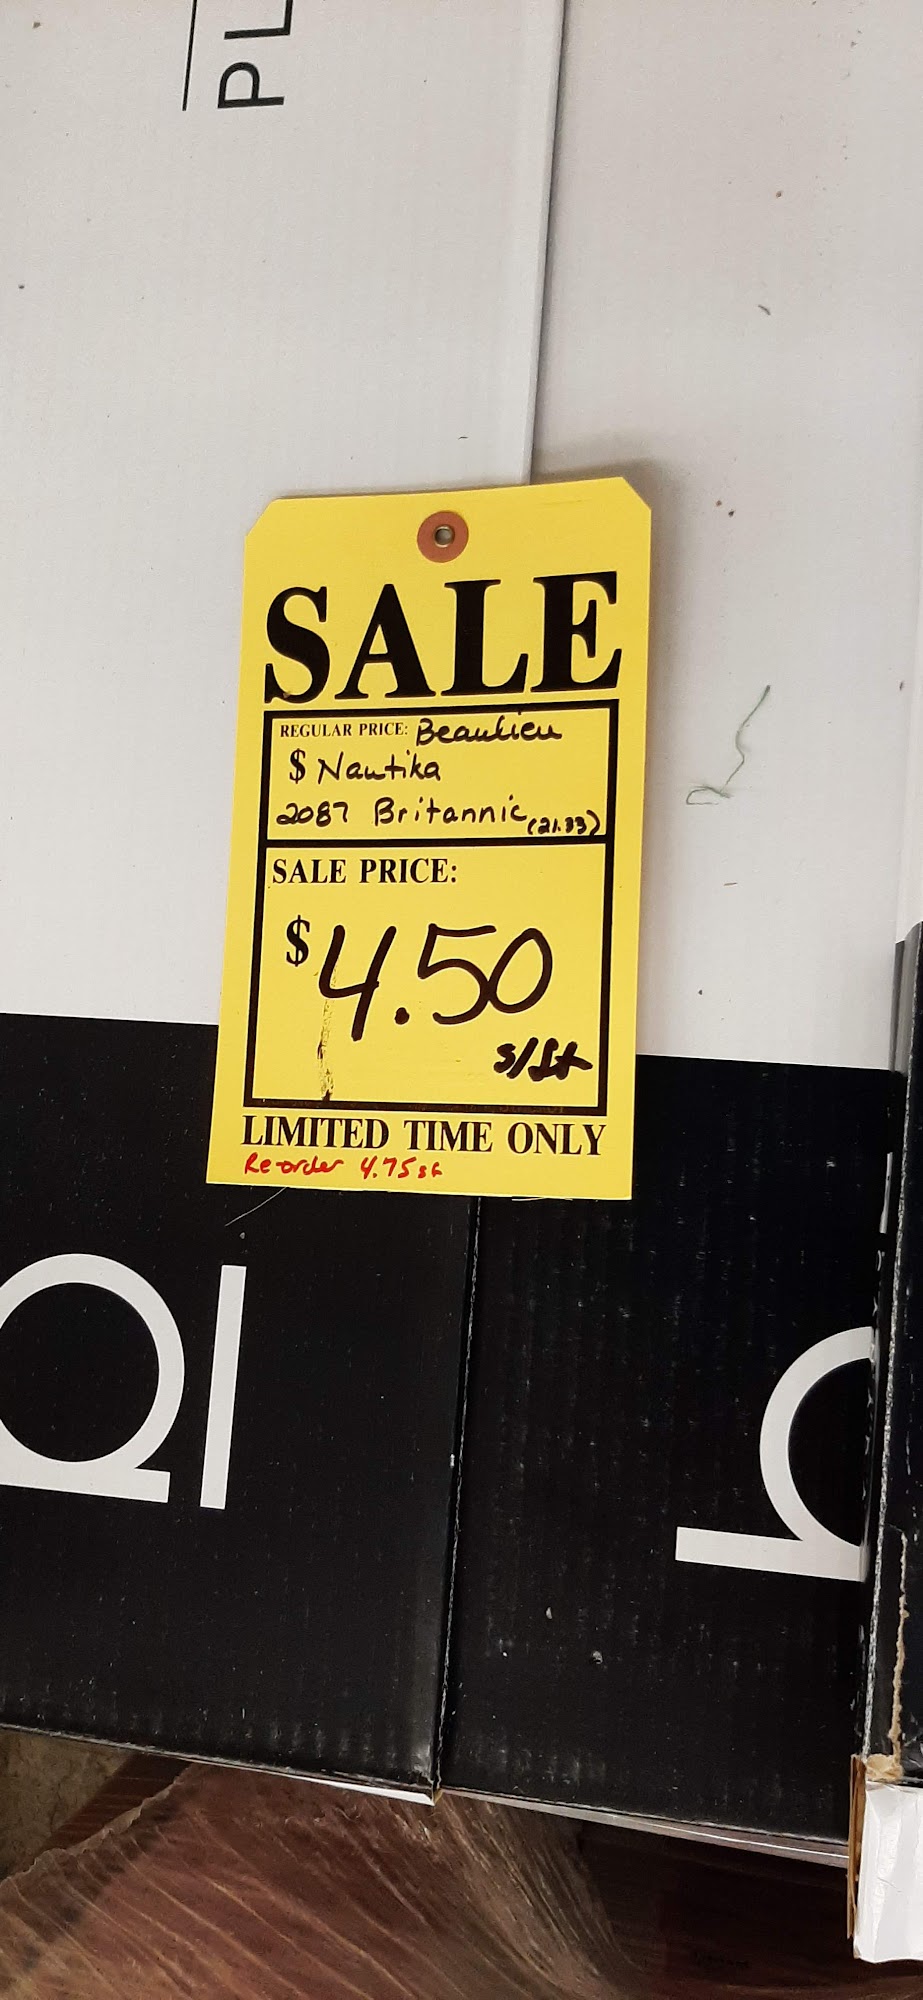 PL
SALE
REGULAR PRICE: Beaulieu
$ Nautika
2087 Britannic (21.33)
SALE PRICE:
$4.50
s/ft
LIMITED TIME ONLY
Re-order 4.75 sf